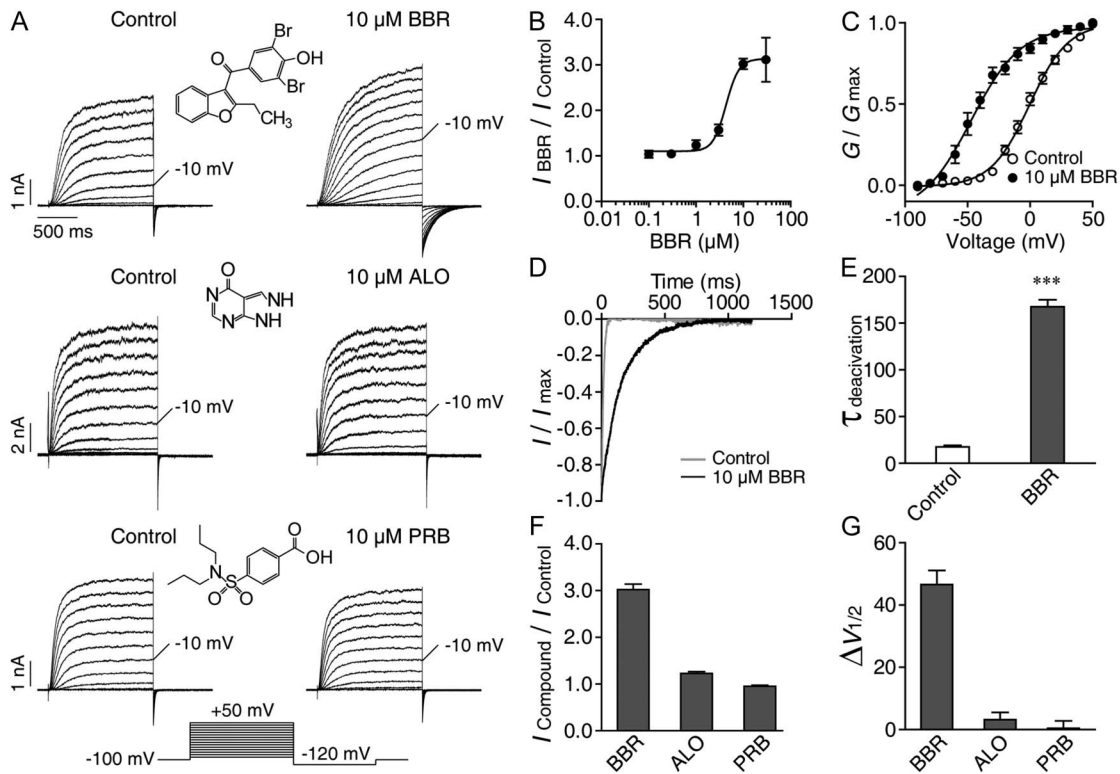 A
Control
10 µM BBR
Br
OH
O
Br
O
CH3
-10 mV
-10 mV
1 nA
500 ms
Control
10 µM ALO
O
N
NH
N
N
H
-10 mV
-10 mV
2 nA
Control
10 µM PRB
O
OH
N
S
O
O
-10 mV
-10 mV
1 nA
+50 mV
-100 mV
-120 mV
B
I BBR / I Control
4.0
3.0
2.0
1.0
0.0
0.01
0.1
1
10
100
BBR (µM)
C
G / G max
1.0
0.5
0.0
Control
10 µM BBR
-100
-50
0
50
Voltage (mV)
D
Time (ms)
0
500
1000
1500
I / I max
0.0
-0.2
-0.4
-0.6
-0.8
-1.0
Control
10 µM BBR
E
τ deacivation
200
150
100
50
0
***
Control
BBR
F
I Compound / I Control
4.0
3.0
2.0
1.0
0.0
BBR
ALO
PRB
G
ΔV1/2
60
40
20
0
BBR
ALO
PRB